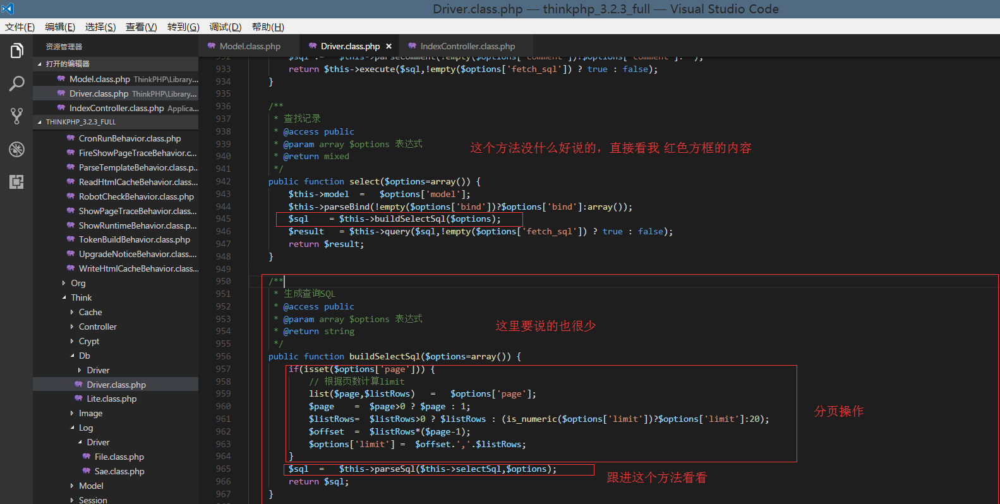 Driver.class.php — thinkphp_3.2.3_full — Visual Studio Code
文件(F) 编辑(E) 选择(S) 查看(V) 转到(G) 调试(D) 帮助(H)
资源管理器
打开的编辑器
Model.class.php ThinkPHP\Library...
Driver.class.php ThinkPHP\Library...
IndexController.class.php Applica...
THINKPHP_3.2.3_FULL
CronRunBehavior.class.php
FireShowPageTraceBehavior.c...
ParseTemplateBehavior.class.p...
ReadHtmlCacheBehavior.class...
RobotCheckBehavior.class.php
ShowPageTraceBehavior.class...
ShowRuntimeBehavior.class.p...
TokenBuildBehavior.class.php
UpgradeNoticeBehavior.class....
WriteHtmlCacheBehavior.class...
Org
Think
Cache
Controller
Crypt
Db
Driver
Driver.class.php
Lite.class.php
Image
Log
Driver
File.class.php
Sae.class.php
Model
Session
Model.class.php Driver.class.php × IndexController.class.php
932 $sql .= $this->parseComment(!empty($options['comment'])?$options['comment']:'');
933 return $this->execute($sql,!empty($options['fetch_sql']) ? true : false);
934 }
935
936 /**
937 * 查找记录
938 * @access public
939 * @param array $options 表达式
这个方法没什么好说的，直接看我 红色方框的内容
940 * @return mixed
941 */
942 public function select($options=array()) {
943 $this->model = $options['model'];
944 $this->parseBind(!empty($options['bind'])?$options['bind']:array());
945 $sql = $this->buildSelectSql($options);
946 $result = $this->query($sql,!empty($options['fetch_sql']) ? true : false);
947 return $result;
948 }
949
950 /**
951 * 生成查询SQL
952 * @access public
953 * @param array $options 表达式
这里要说的也很少
954 * @return string
955 */
956 public function buildSelectSql($options=array()) {
957 if(isset($options['page'])) {
958 // 根据页数计算limit
959 list($page,$listRows) = $options['page'];
960 $page = $page>0 ? $page : 1;
分页操作
961 $listRows= $listRows>0 ? $listRows : (is_numeric($options['limit'])?$options['limit']:20);
962 $offset = $listRows*($page-1);
963 $options['limit'] = $offset.','.$listRows;
964 }
965 $sql = $this->parseSql($this->selectSql,$options);
跟进这个方法看看
966 return $sql;
967 }